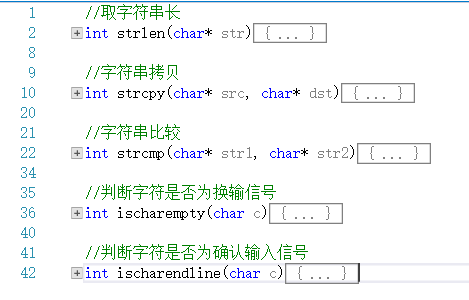 1 //取字符串长
2 int strlen(char* str){ ... }
8
9 //字符串拷贝
10 int strcpy(char* src, char* dst){ ... }
20
21 //字符串比较
22 int strcmp(char* str1, char* str2){ ... }
34
35 //判断字符是否为换输信号
36 int ischarempty(char c){ ... }
40
41 //判断字符是否为确认输入信号
42 int ischarendline(char c){ ... }